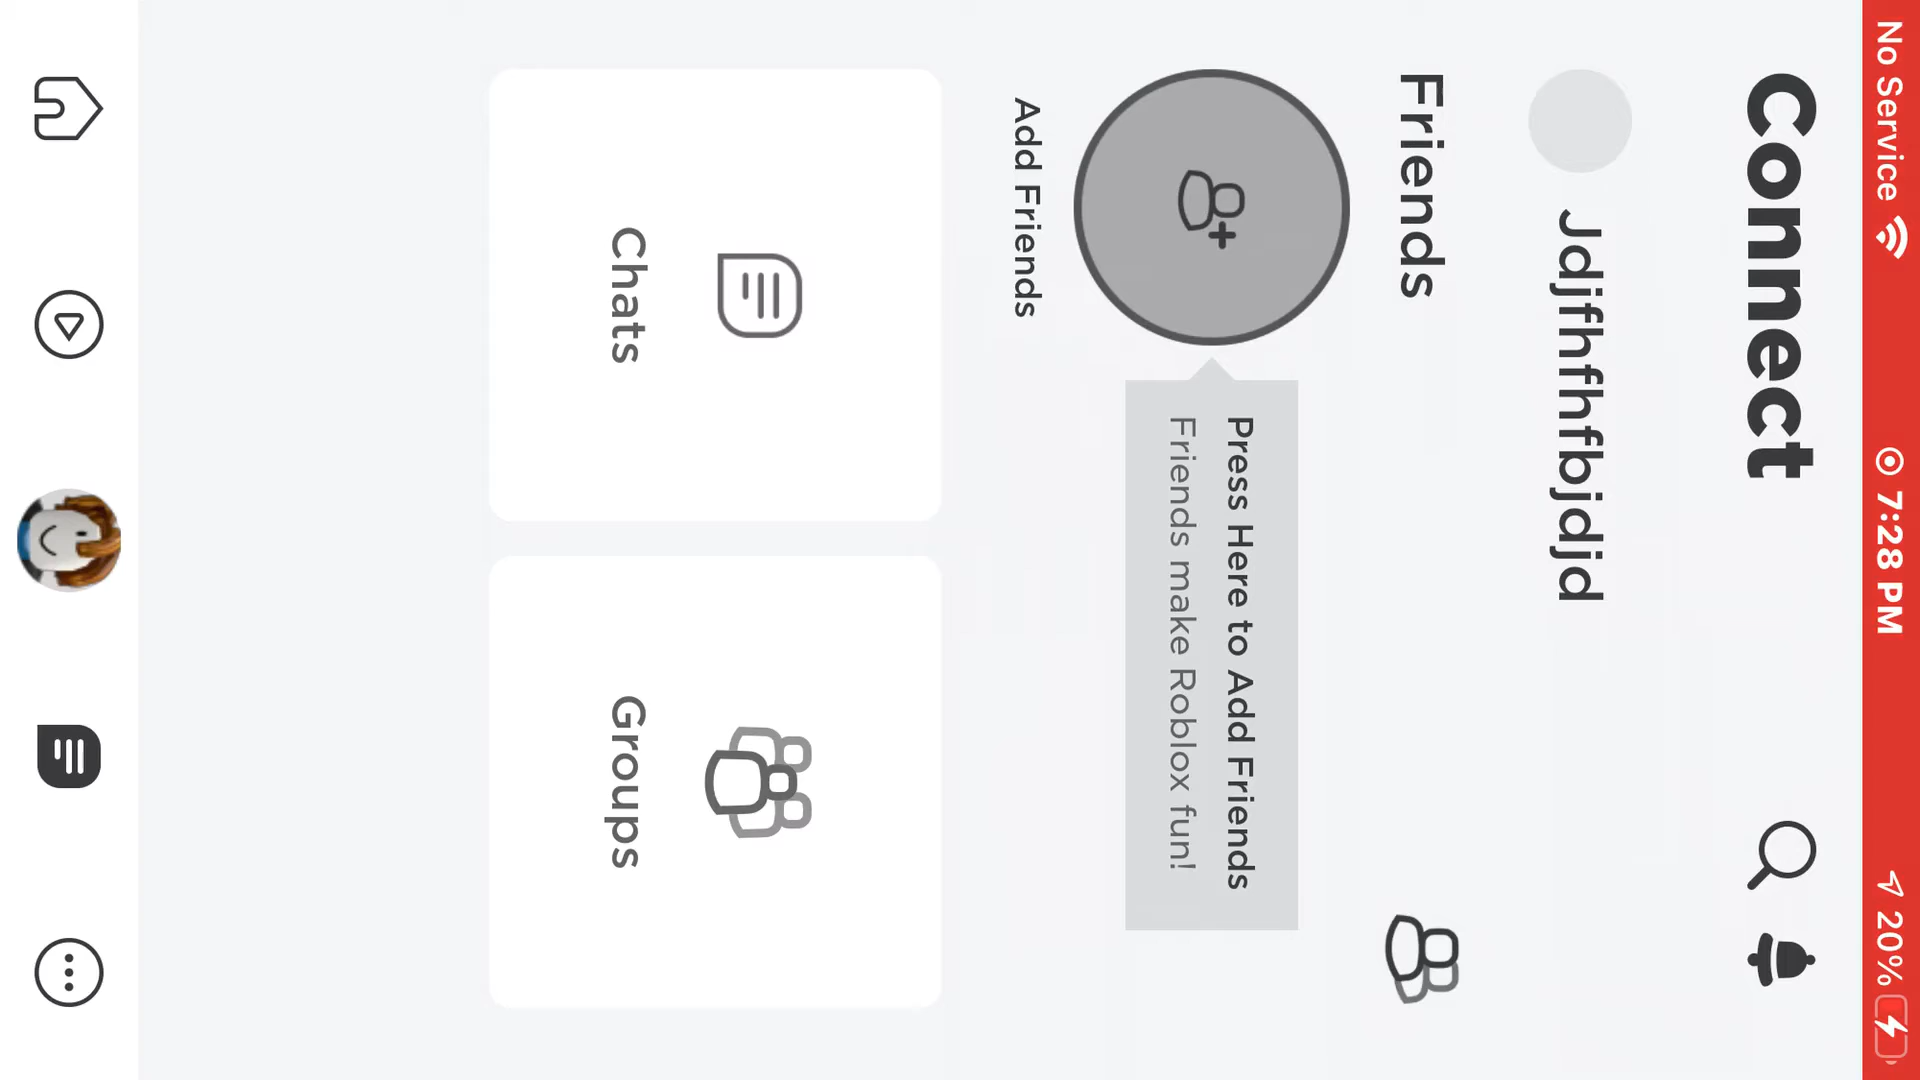 No Service 7:28 PM 20%
Connect
Jdjfhfhfbjdjd
Friends
Press Here to Add Friends
Friends make Roblox fun!
Add Friends
Chats
Groups